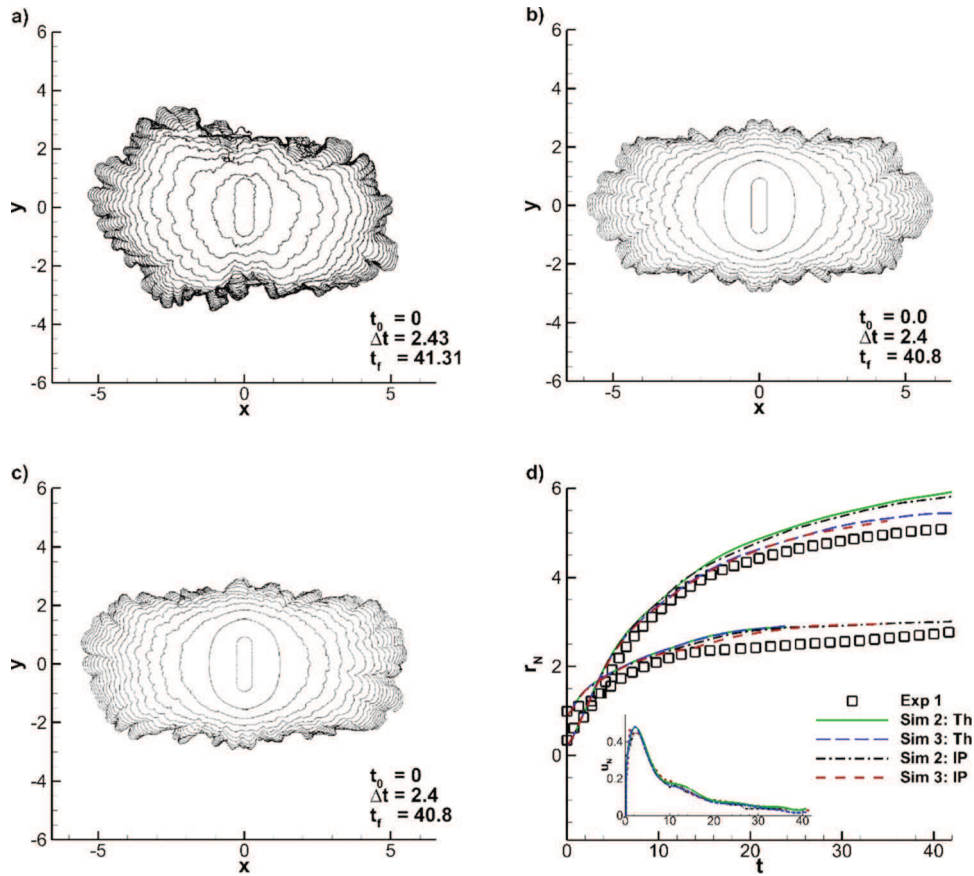 a)
6
4
2
0
-2
-4
-6
y
-5
0
5
x
t0 = 0
Δt = 2.43
tf = 41.31
b)
6
4
2
0
-2
-4
-6
y
-5
0
5
x
t0 = 0.0
Δt = 2.4
tf = 40.8
c)
6
4
2
0
-2
-4
-6
y
-5
0
5
x
t0 = 0
Δt = 2.4
tf = 40.8
d)
6
4
2
0
rN
0
10
20
30
40
t
Exp 1
Sim 2: Th
Sim 3: Th
Sim 2: IP
Sim 3: IP
0.4
0.2
0
uN
0
20
40